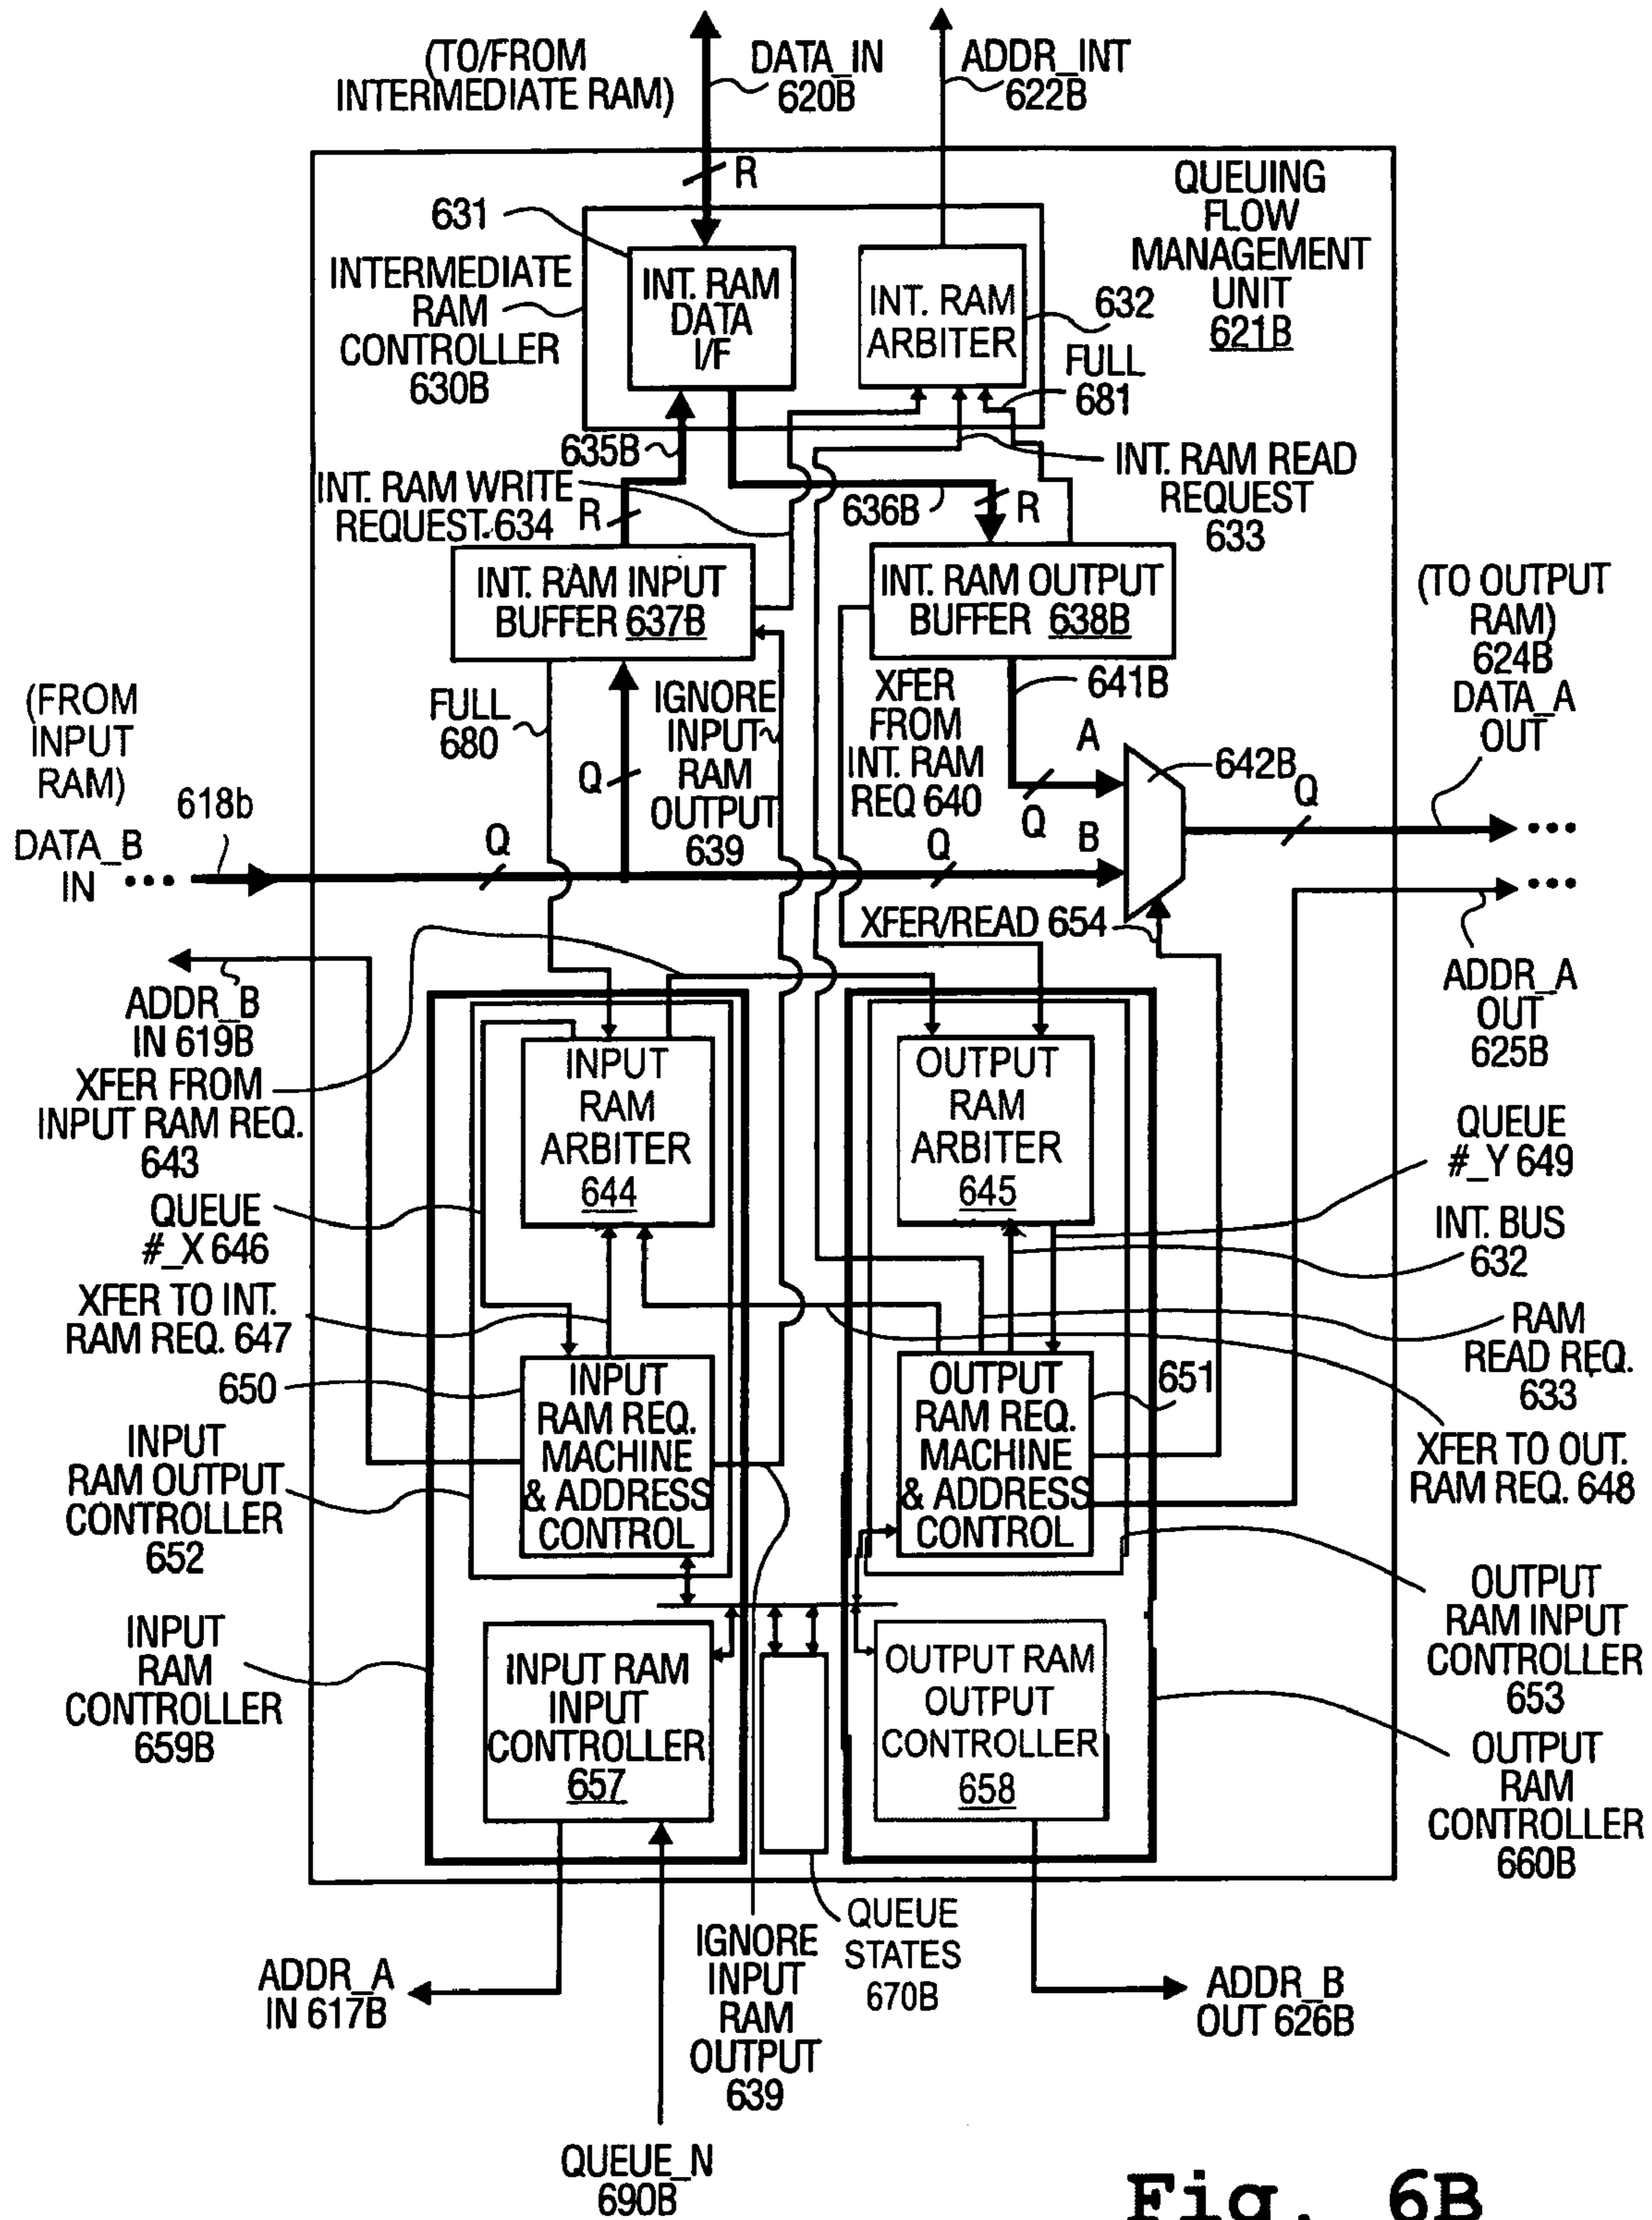 (TO/FROM
INTERMEDIATE RAM)
DATA_IN
620B
ADDR_INT
622B
R
QUEUING
FLOW
MANAGEMENT
UNIT
621B
631
INTERMEDIATE
RAM
CONTROLLER
630B
INT. RAM
DATA
I/F
INT. RAM
ARBITER
632
FULL
681
635B
INT. RAM WRITE
REQUEST 634
R
636B
R
INT. RAM READ
REQUEST
633
INT. RAM INPUT
BUFFER 637B
INT. RAM OUTPUT
BUFFER 638B
(TO OUTPUT
RAM)
624B
DATA_A
OUT
(FROM
INPUT
RAM)
618b
DATA_B
IN
FULL
680
Q
Q
IGNORE
INPUT
RAM
OUTPUT
639
XFER
FROM
INT. RAM
REQ 640
641B
A
Q
B
Q
642B
Q
XFER/READ 654
ADDR_B
IN 619B
ADDR_A
OUT
625B
XFER FROM
INPUT RAM REQ.
643
INPUT
RAM
ARBITER
644
OUTPUT
RAM
ARBITER
645
QUEUE
#_Y 649
QUEUE
#_X 646
INT. BUS
632
XFER TO INT.
RAM REQ. 647
RAM
READ REQ.
633
650
INPUT
RAM REQ.
MACHINE
& ADDRESS
CONTROL
OUTPUT
RAM REQ.
MACHINE
& ADDRESS
CONTROL
651
XFER TO OUT.
RAM REQ. 648
INPUT
RAM OUTPUT
CONTROLLER
652
OUTPUT
RAM INPUT
CONTROLLER
653
INPUT
RAM
CONTROLLER
659B
INPUT RAM
INPUT
CONTROLLER
657
OUTPUT RAM
OUTPUT
CONTROLLER
658
OUTPUT
RAM
CONTROLLER
660B
ADDR_A
IN 617B
IGNORE
INPUT
RAM
OUTPUT
639
QUEUE
STATES
670B
ADDR_B
OUT 626B
QUEUE_N
690B
Fig. 6B